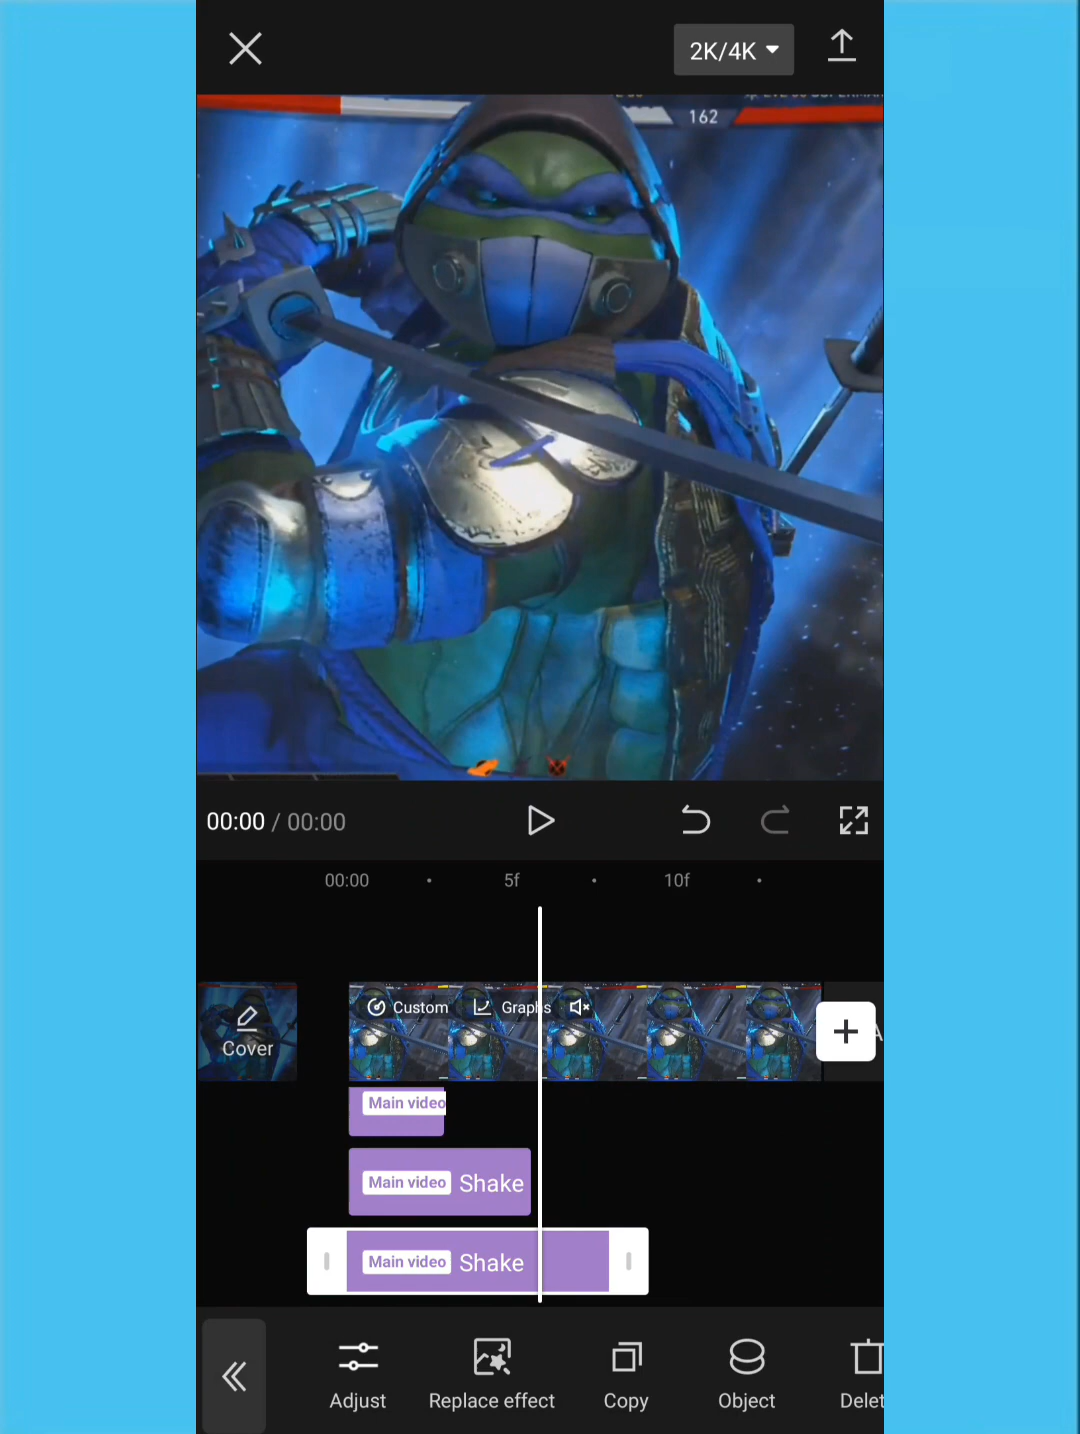 2K/4K
162
00:00 / 00:00
00:00
5f
10f
Custom
Graphs
Cover
Main video
Main video Shake
Main video Shake
Adjust
Replace effect
Copy
Object
Delet